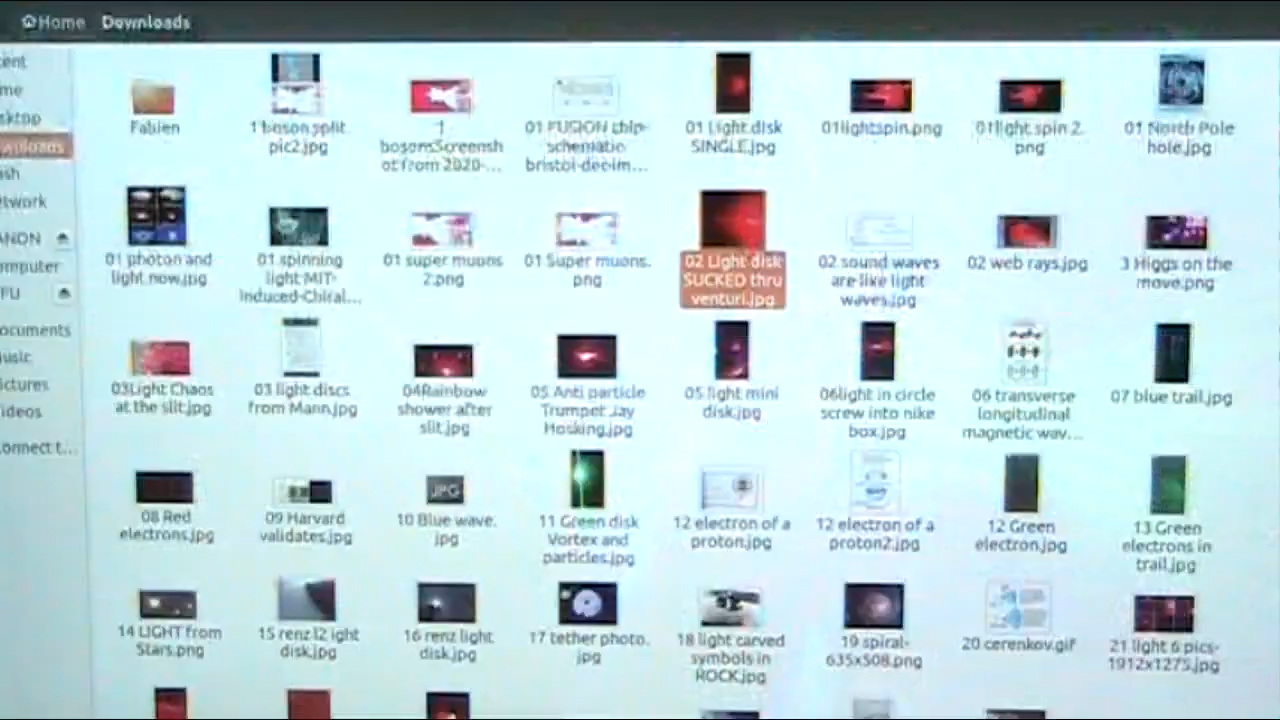 Home Downloads
cent
me
sktop
wnloads
ash
twork
ANON
omputer
FU
ocuments
usic
ictures
ideos
onnect t...
Fabien
1 boson split
pic2.jpg
1
bosonsScreensh
ot from 2020-...
01 FUSION chip-
schematic
bristol-decim...
01 Light disk
SINGLE.jpg
01lightspin.png
01light spin 2.
png
01 North Pole
hole.jpg
01 photon and
light now.jpg
01 spinning
light-MIT-
Induced-Chiral...
01 super muons
2.png
01 Super muons.
png
02 Light disk
SUCKED thru
venturi.jpg
02 sound waves
are like light
waves.jpg
02 web rays.jpg
3 Higgs on the
move.png
03Light Chaos
at the slit.jpg
03 light discs
from Mann.jpg
04Rainbow
shower after
slit.jpg
05 Anti particle
Trumpet Jay
Hosking.jpg
05 light mini
disk.jpg
06light in circle
screw into nike
box.jpg
06 transverse
longitudinal
magnetic wav...
07 blue trail.jpg
08 Red
electrons.jpg
09 Harvard
validates.jpg
JPG
10 Blue wave.
jpg
11 Green disk
Vortex and
particles.jpg
12 electron of a
proton.jpg
12 electron of a
proton2.jpg
12 Green
electron.jpg
13 Green
electrons in
trail.jpg
14 LIGHT from
Stars.png
15 renz l2 ight
disk.jpg
16 renz light
disk.jpg
17 tether photo.
jpg
18 light carved
symbols in
ROCK.jpg
19 spiral-
635x508.png
20 cerenkov.gif
21 light 6 pics-
1912x1275.jpg